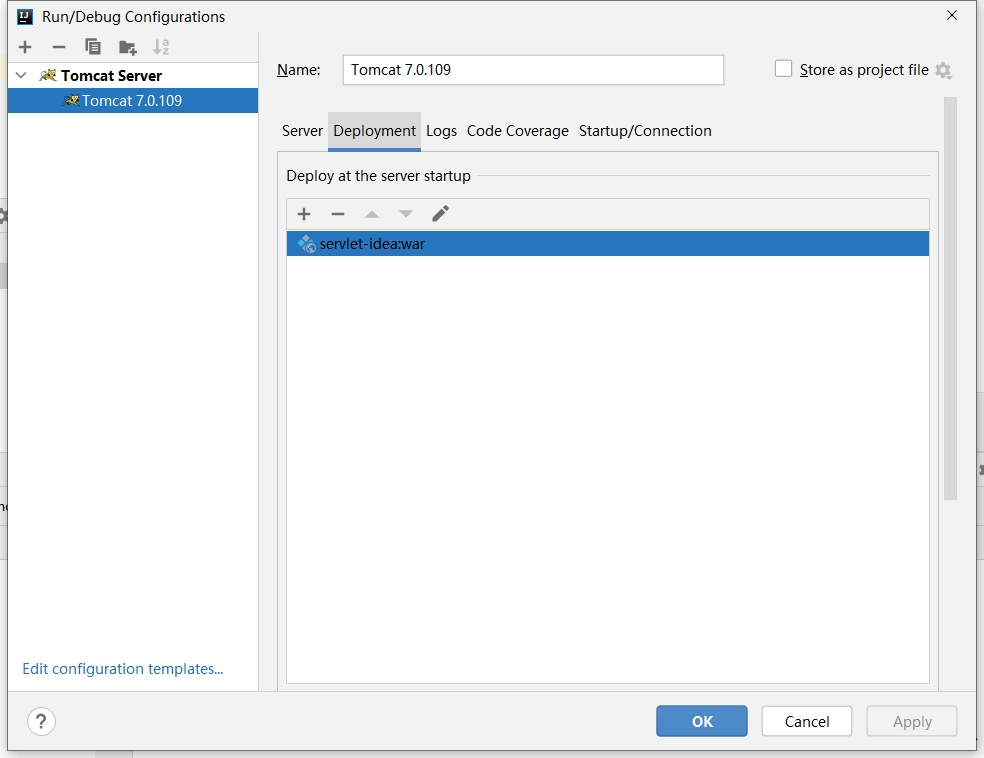 Run/Debug Configurations
Tomcat Server
Tomcat 7.0.109
Name:
Tomcat 7.0.109
Store as project file
Server Deployment Logs Code Coverage Startup/Connection
Deploy at the server startup
servlet-idea:war
Edit configuration templates...
?
OK
Cancel
Apply